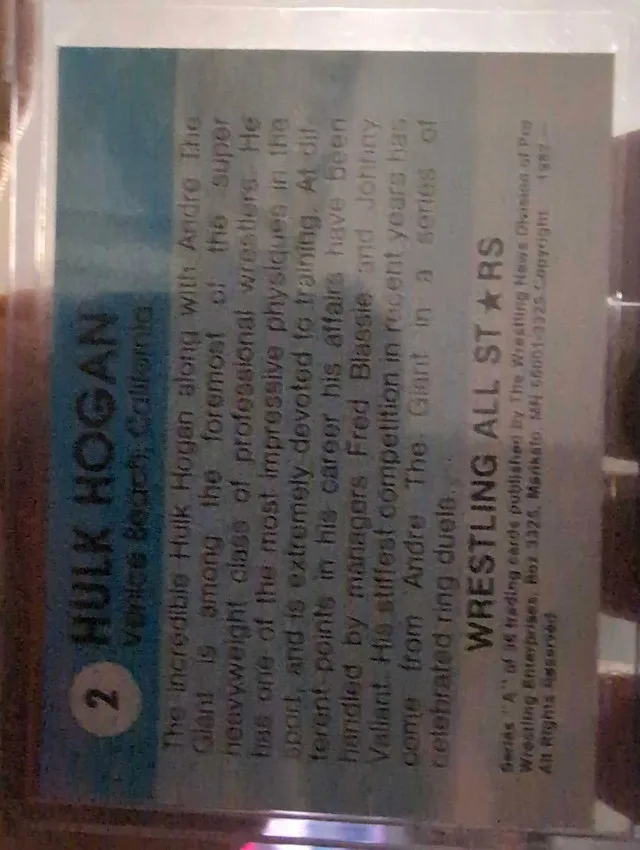 2
HULK HOGAN
Venice Beach, California
The incredible Hulk Hogan along with Andre The
Giant is among the foremost of the super
heavyweight class of professional wrestlers. He
has one of the most impressive physiques in the
sport, and is extremely devoted to training. At dif-
ferent points in his career his affairs have been
handled by managers Fred Blassie and Johnny
Valiant. His stiffest competition in recent years has
come from Andre The Giant in a series of
celebrated ring duels.
WRESTLING ALL ST★RS
Series "A" of 36 trading cards published by The Wrestling News Division of Pro
Wrestling Enterprises, Box 3325, Mankato, MN 56001-3325 Copyright
All Rights Reserved